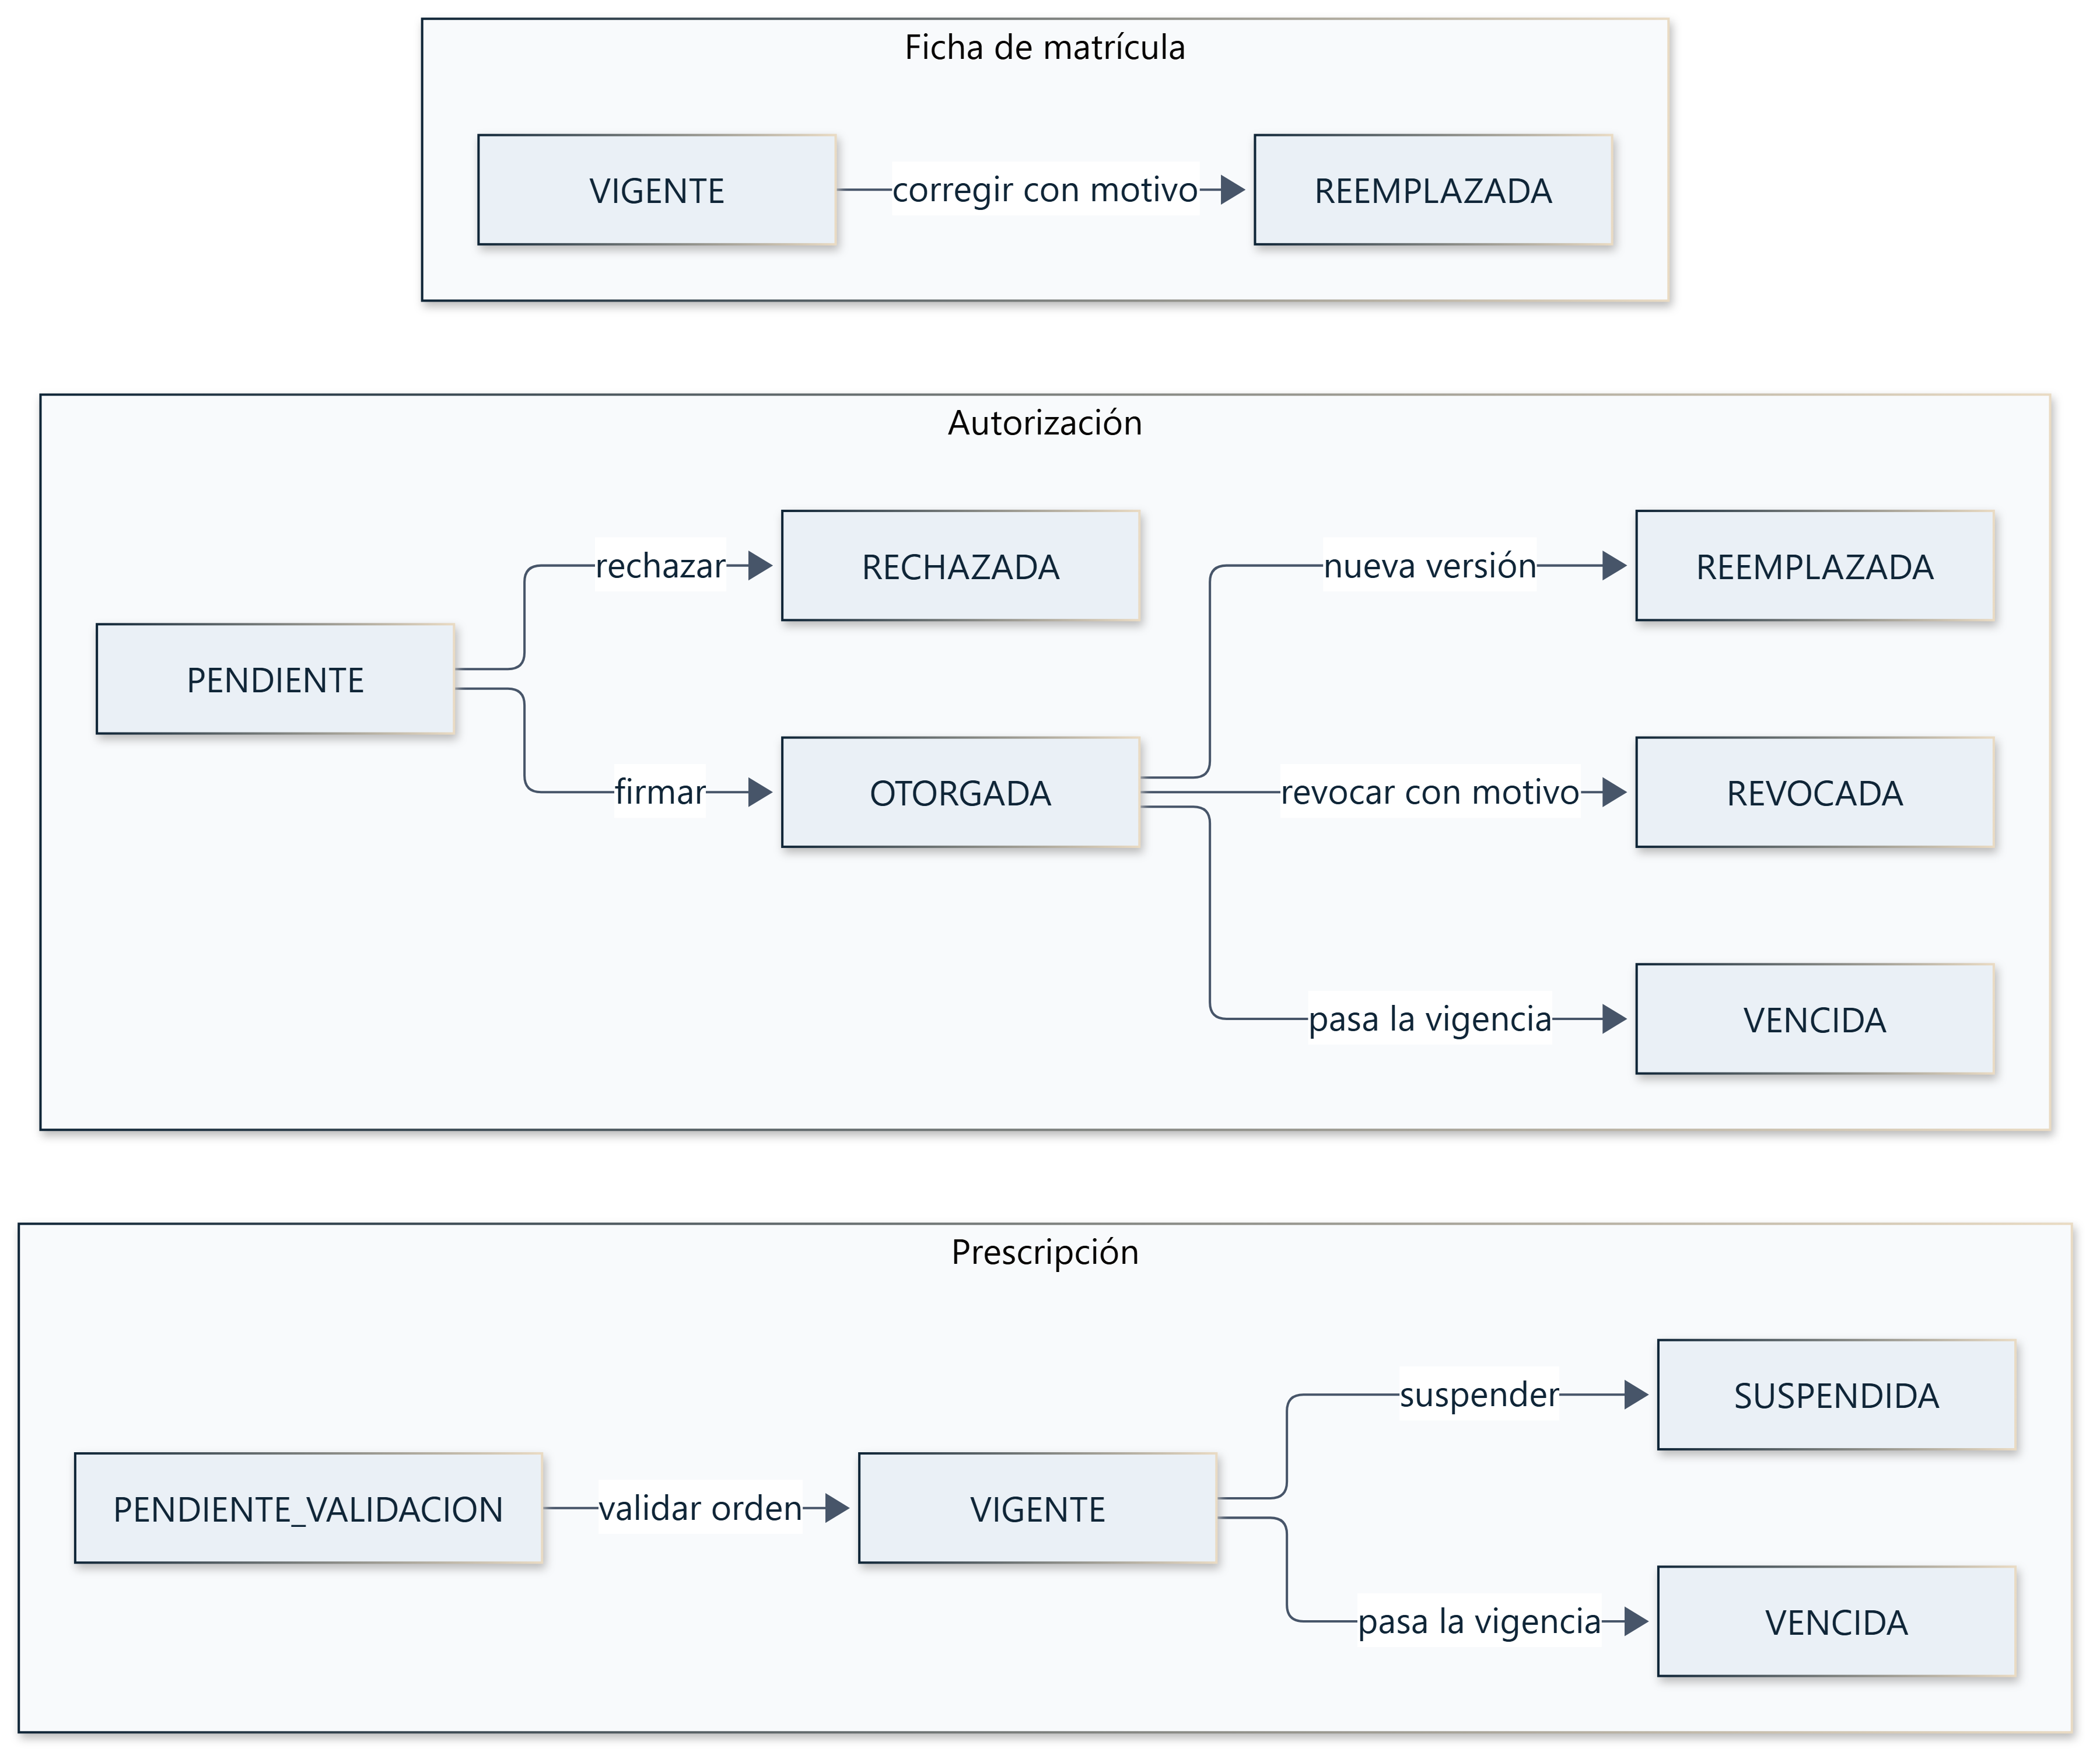 Ficha de matrícula
VIGENTE
corregir con motivo
REEMPLAZADA
Autorización
PENDIENTE
rechazar
RECHAZADA
firmar
OTORGADA
nueva versión
REEMPLAZADA
revocar con motivo
REVOCADA
pasa la vigencia
VENCIDA
Prescripción
PENDIENTE_VALIDACION
validar orden
VIGENTE
suspender
SUSPENDIDA
pasa la vigencia
VENCIDA